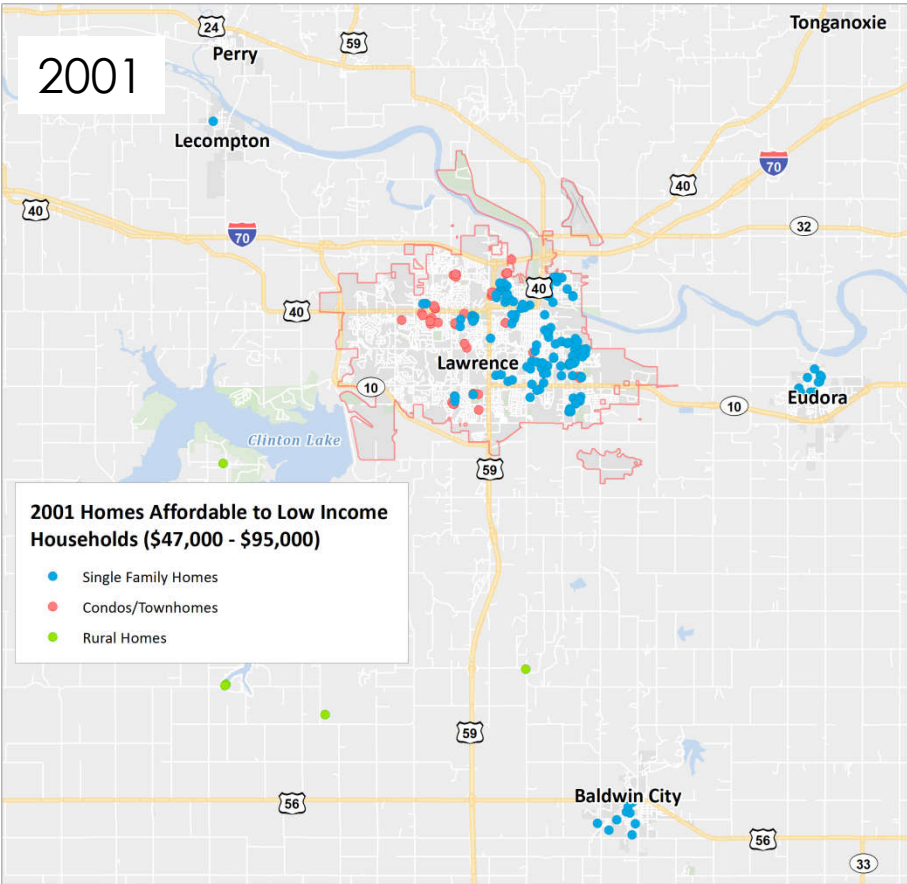 2001
24
Perry
59
Tonganoxie
Lecompton
70
40
40
32
70
40
40
Lawrence
10
10
Eudora
Clinton Lake
59
2001 Homes Affordable to Low Income
Households ($47,000 - $95,000)
Single Family Homes
Condos/Townhomes
Rural Homes
59
Baldwin City
56
56
33